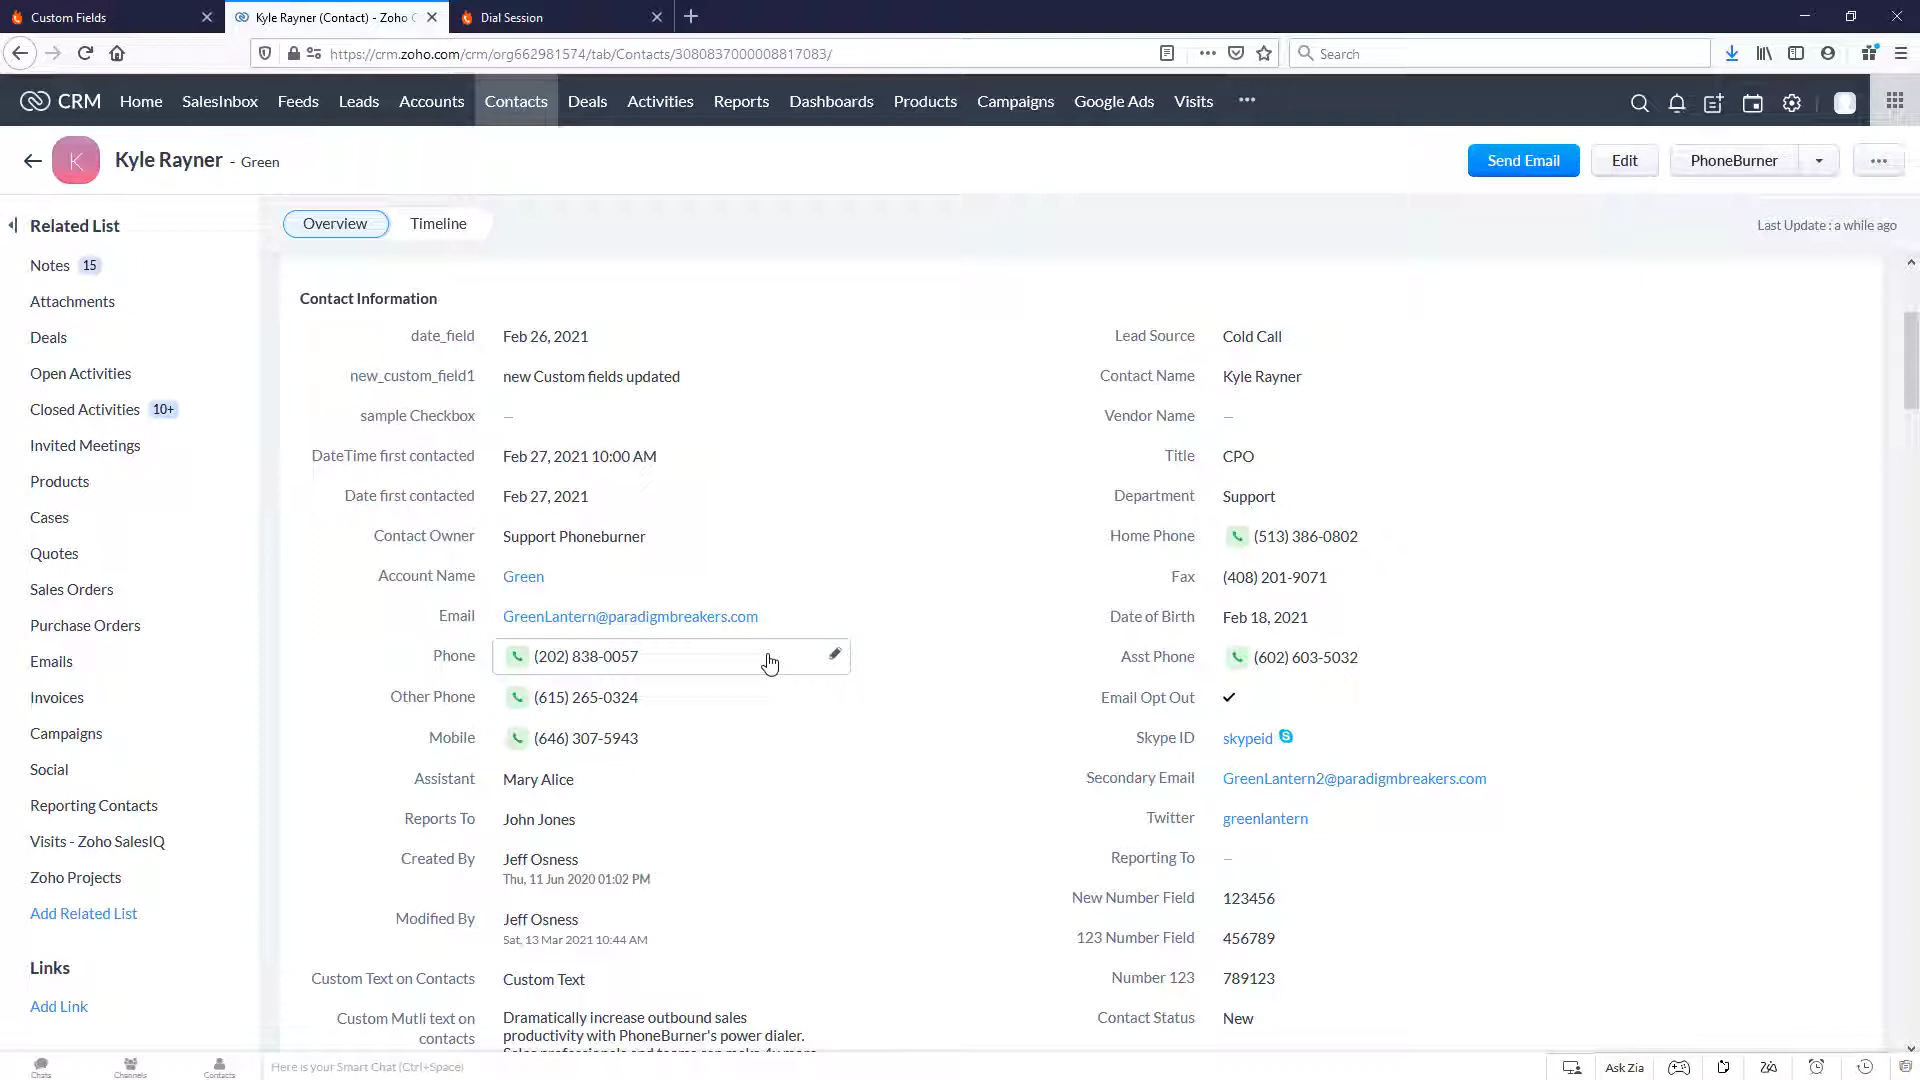 Custom Fields
Kyle Rayner (Contact) - Zoho C
Dial Session
https://crm.zoho.com/crm/org662981574/tab/Contacts/3080837000008817083/
Search
CRM
Home
SalesInbox
Feeds
Leads
Accounts
Contacts
Deals
Activities
Reports
Dashboards
Products
Campaigns
Google Ads
Visits
K
Kyle Rayner - Green
Send Email
Edit
PhoneBurner
Related List
Overview
Timeline
Last Update : a while ago
Notes 15
Attachments
Deals
Open Activities
Closed Activities 10+
Invited Meetings
Products
Cases
Quotes
Sales Orders
Purchase Orders
Emails
Invoices
Campaigns
Social
Reporting Contacts
Visits - Zoho SalesIQ
Zoho Projects
Add Related List
Links
Add Link
Contact Information
date_field Feb 26, 2021
new_custom_field1 new Custom fields updated
sample Checkbox —
DateTime first contacted Feb 27, 2021 10:00 AM
Date first contacted Feb 27, 2021
Contact Owner Support Phoneburner
Account Name Green
Email GreenLantern@paradigmbreakers.com
Phone (202) 838-0057
Other Phone (615) 265-0324
Mobile (646) 307-5943
Assistant Mary Alice
Reports To John Jones
Created By Jeff Osness
Thu, 11 Jun 2020 01:02 PM
Modified By Jeff Osness
Sat, 13 Mar 2021 10:44 AM
Custom Text on Contacts Custom Text
Custom Mutli text on contacts
Dramatically increase outbound sales
productivity with PhoneBurner's power dialer.
Lead Source Cold Call
Contact Name Kyle Rayner
Vendor Name —
Title CPO
Department Support
Home Phone (513) 386-0802
Fax (408) 201-9071
Date of Birth Feb 18, 2021
Asst Phone (602) 603-5032
Email Opt Out
Skype ID skypeid
Secondary Email GreenLantern2@paradigmbreakers.com
Twitter greenlantern
Reporting To —
New Number Field 123456
123 Number Field 456789
Number 123 789123
Contact Status New
Chats
Channels
Contacts
Here is your Smart Chat (Ctrl+Space)
Ask Zia